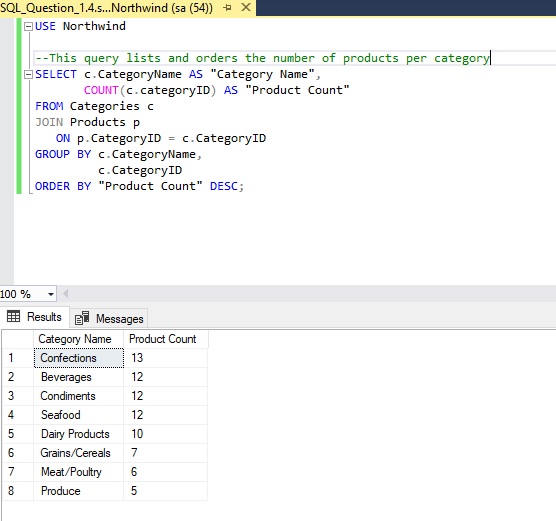 SQL_Question_1.4.s...Northwind (sa (54))
USE Northwind
--This query lists and orders the number of products per category
SELECT c.CategoryName AS "Category Name",
COUNT(c.categoryID) AS "Product Count"
FROM Categories c
JOIN Products p
ON p.CategoryID = c.CategoryID
GROUP BY c.CategoryName,
c.CategoryID
ORDER BY "Product Count" DESC;
100 %
Results Messages
Category Name Product Count
1 Confections 13
2 Beverages 12
3 Condiments 12
4 Seafood 12
5 Dairy Products 10
6 Grains/Cereals 7
7 Meat/Poultry 6
8 Produce 5